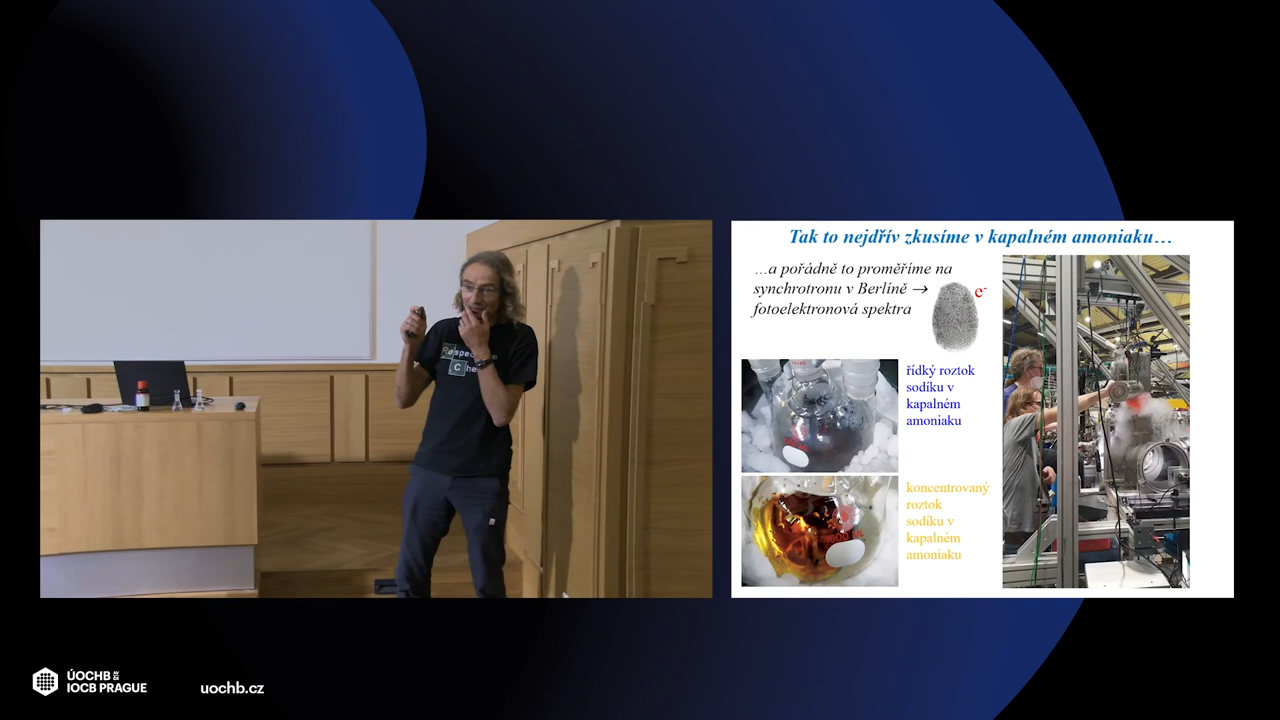 Tak to nejdřív zkusíme v kapalném amoniaku…
…a pořádně to proměříme na
synchrotronu v Berlíně →
fotoelektronová spektra
e-
řídký roztok
sodíku v
kapalném
amoniaku
koncentrovaný
roztok
sodíku v
kapalném
amoniaku
ÚOCHB
IOCB PRAGUE
uochb.cz